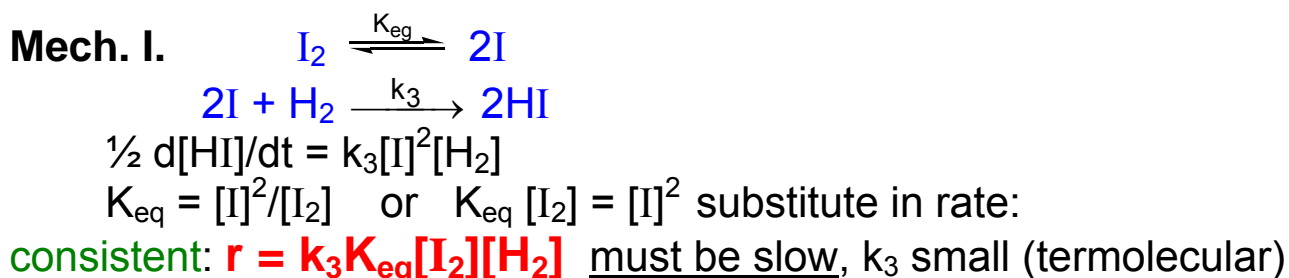 Mech. I. I₂ ⇌ 2I K_eg
2I + H₂ → 2HI k₃
½ d[HI]/dt = k₃[I]²[H₂]
K_eq = [I]²/[I₂] or K_eq [I₂] = [I]² substitute in rate:
consistent: r = k₃K_eq[I₂][H₂] must be slow, k₃ small (termolecular)